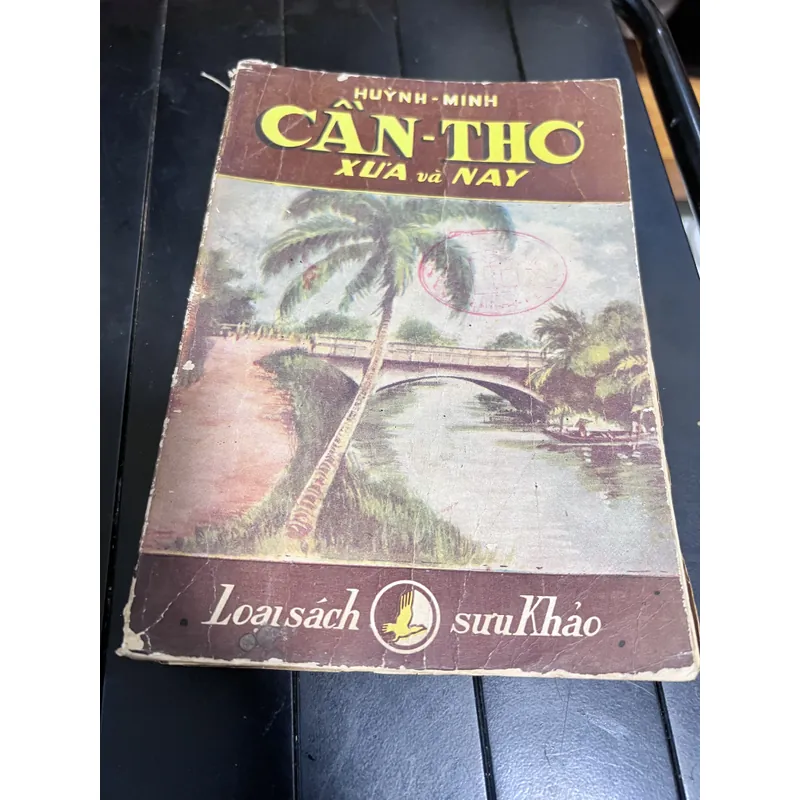 HUỲNH - MINH
CẦN - THƠ
XƯA và NAY
Loại sách sưu Khảo